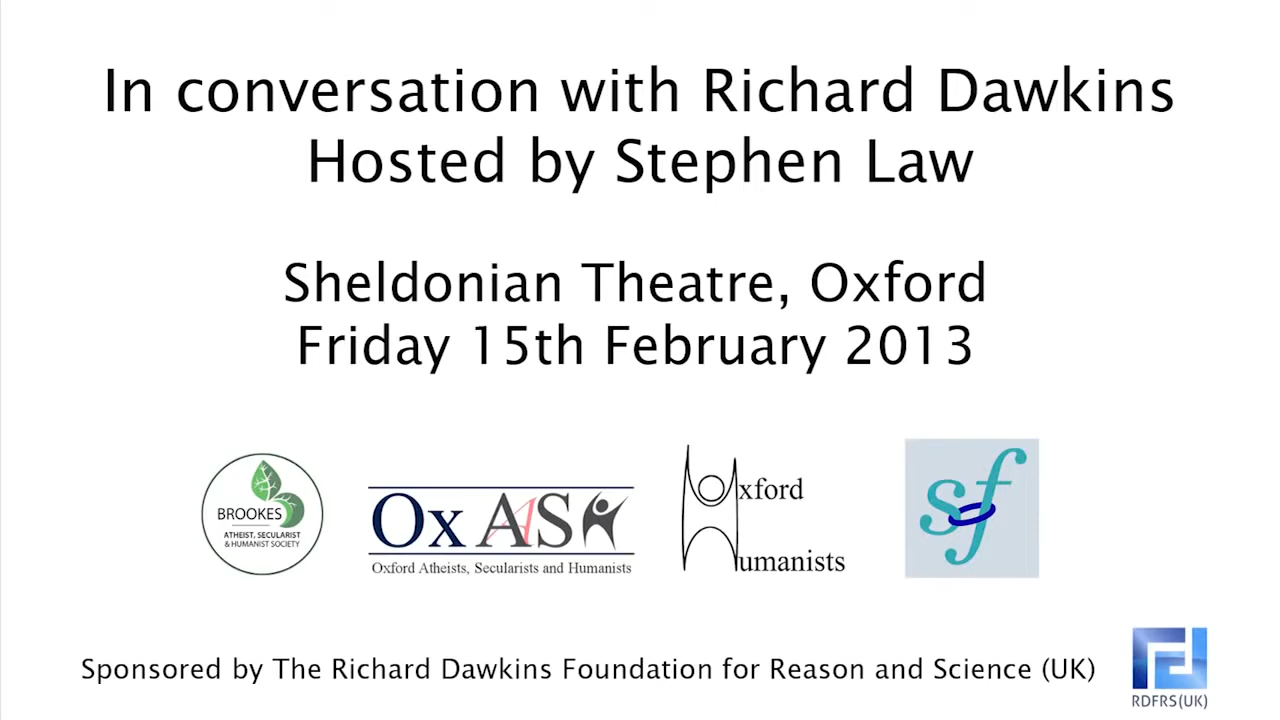 In conversation with Richard Dawkins
Hosted by Stephen Law
Sheldonian Theatre, Oxford
Friday 15th February 2013
BROOKES
ATHEIST, SECULARIST
& HUMANIST SOCIETY
Ox AS
Oxford Atheists, Secularists and Humanists
Oxford
Humanists
sf
Sponsored by The Richard Dawkins Foundation for Reason and Science (UK)
RDFRS(UK)